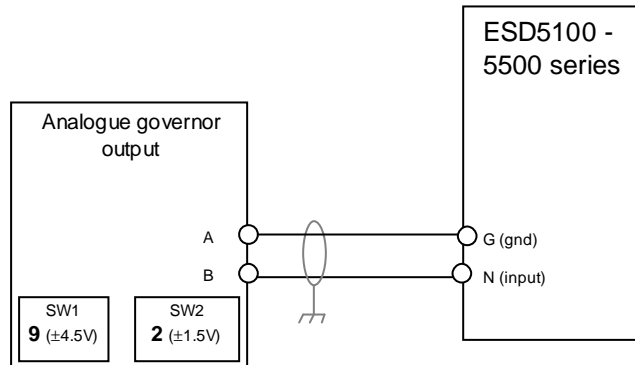 ESD5100 -
5500 series
Analogue governor
output
A
G (gnd)
B
N (input)
SW1
9 (±4.5V)
SW2
2 (±1.5V)